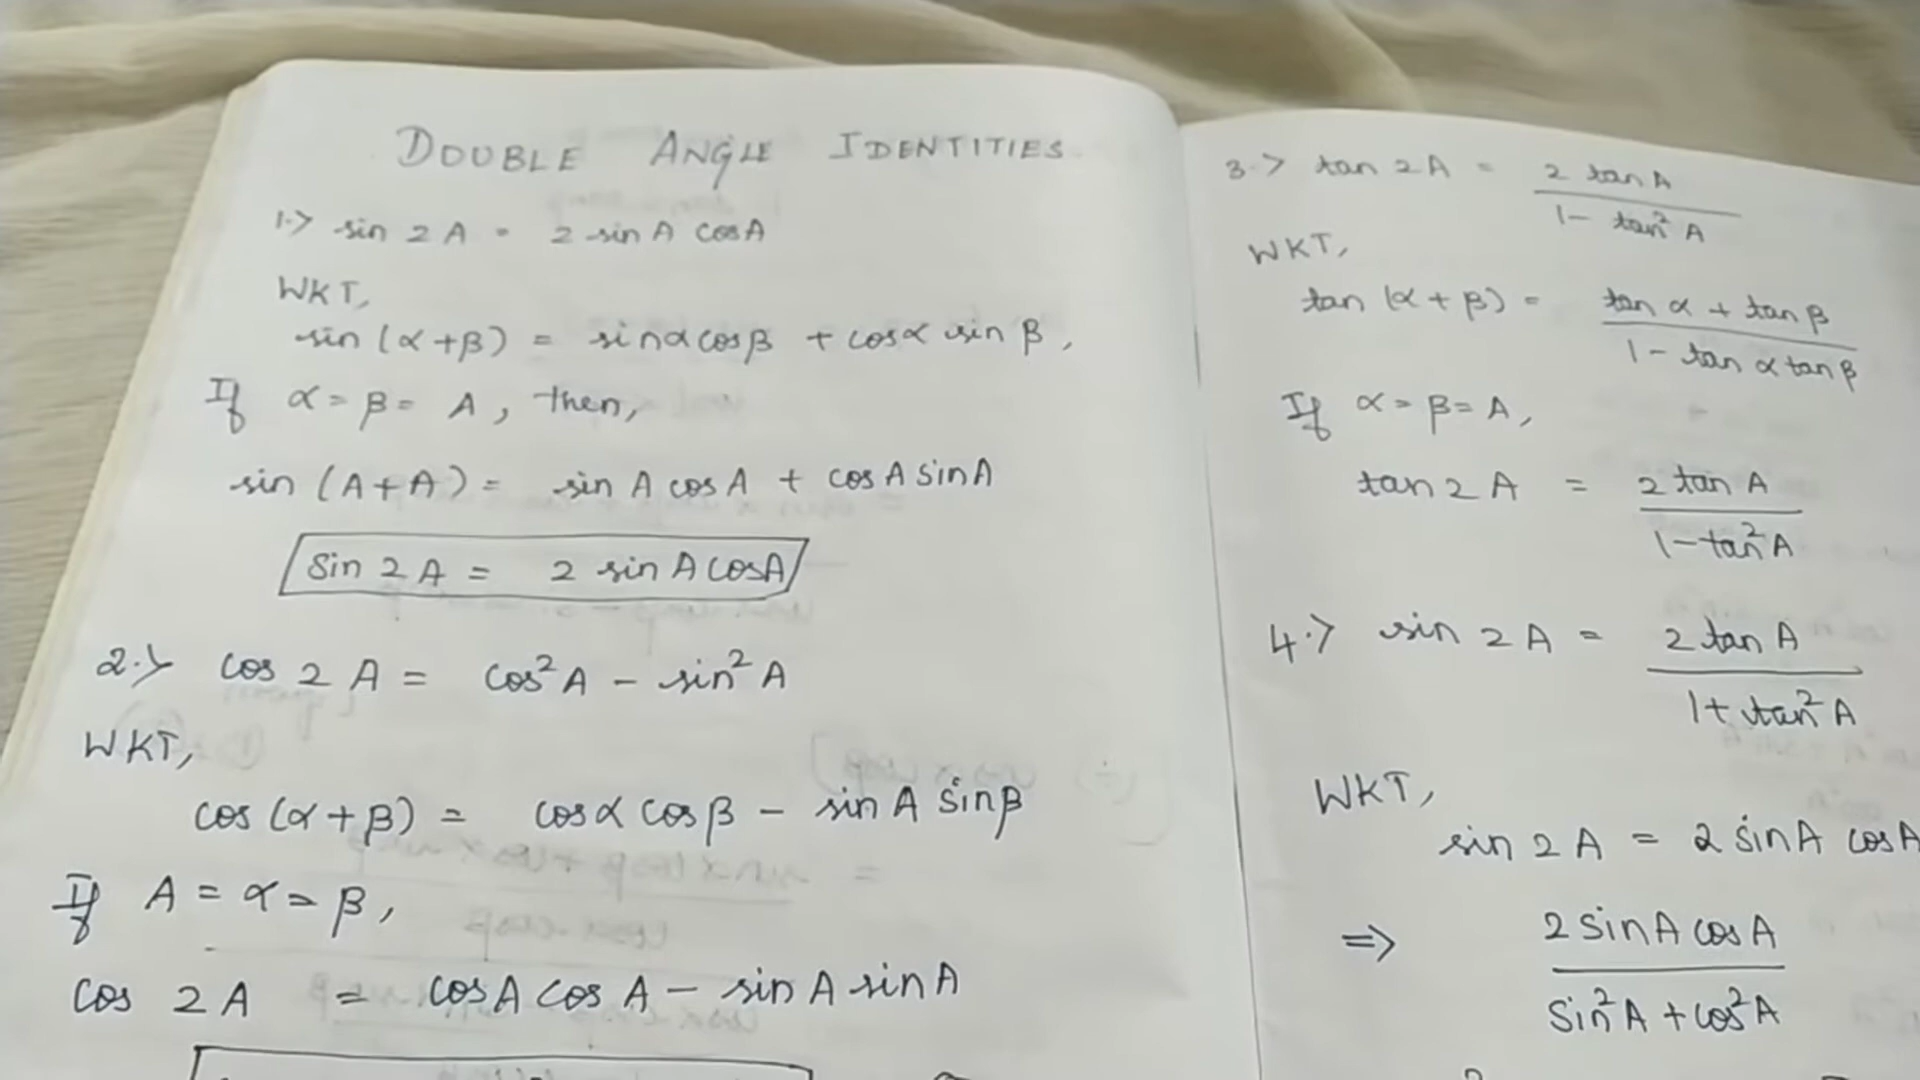 DOUBLE ANGLE IDENTITIES
1.> sin 2A = 2 sin A cos A
WKT,
sin (α+β) = sinα cosβ + cosα sin β,
If α = β = A, then,
sin (A+A) = sin A cos A + cos A sin A
Sin 2A = 2 sin A cos A
2.> cos 2A = cos²A - sin²A
WKT,
cos (α+β) = cosα cosβ - sin A sinβ
If A = α = β,
cos 2A = cos A cos A - sin A sin A
3.> tan 2A = 2 tan A / 1 - tan² A
WKT,
tan (α + β) = tan α + tan β / 1 - tan α tan β
If α = β = A,
tan 2A = 2 tan A / 1 - tan² A
4.> sin 2A = 2 tan A / 1 + tan² A
WKT,
sin 2A = 2 sin A cos A
=> 2 sin A cos A / Sin²A + cos²A